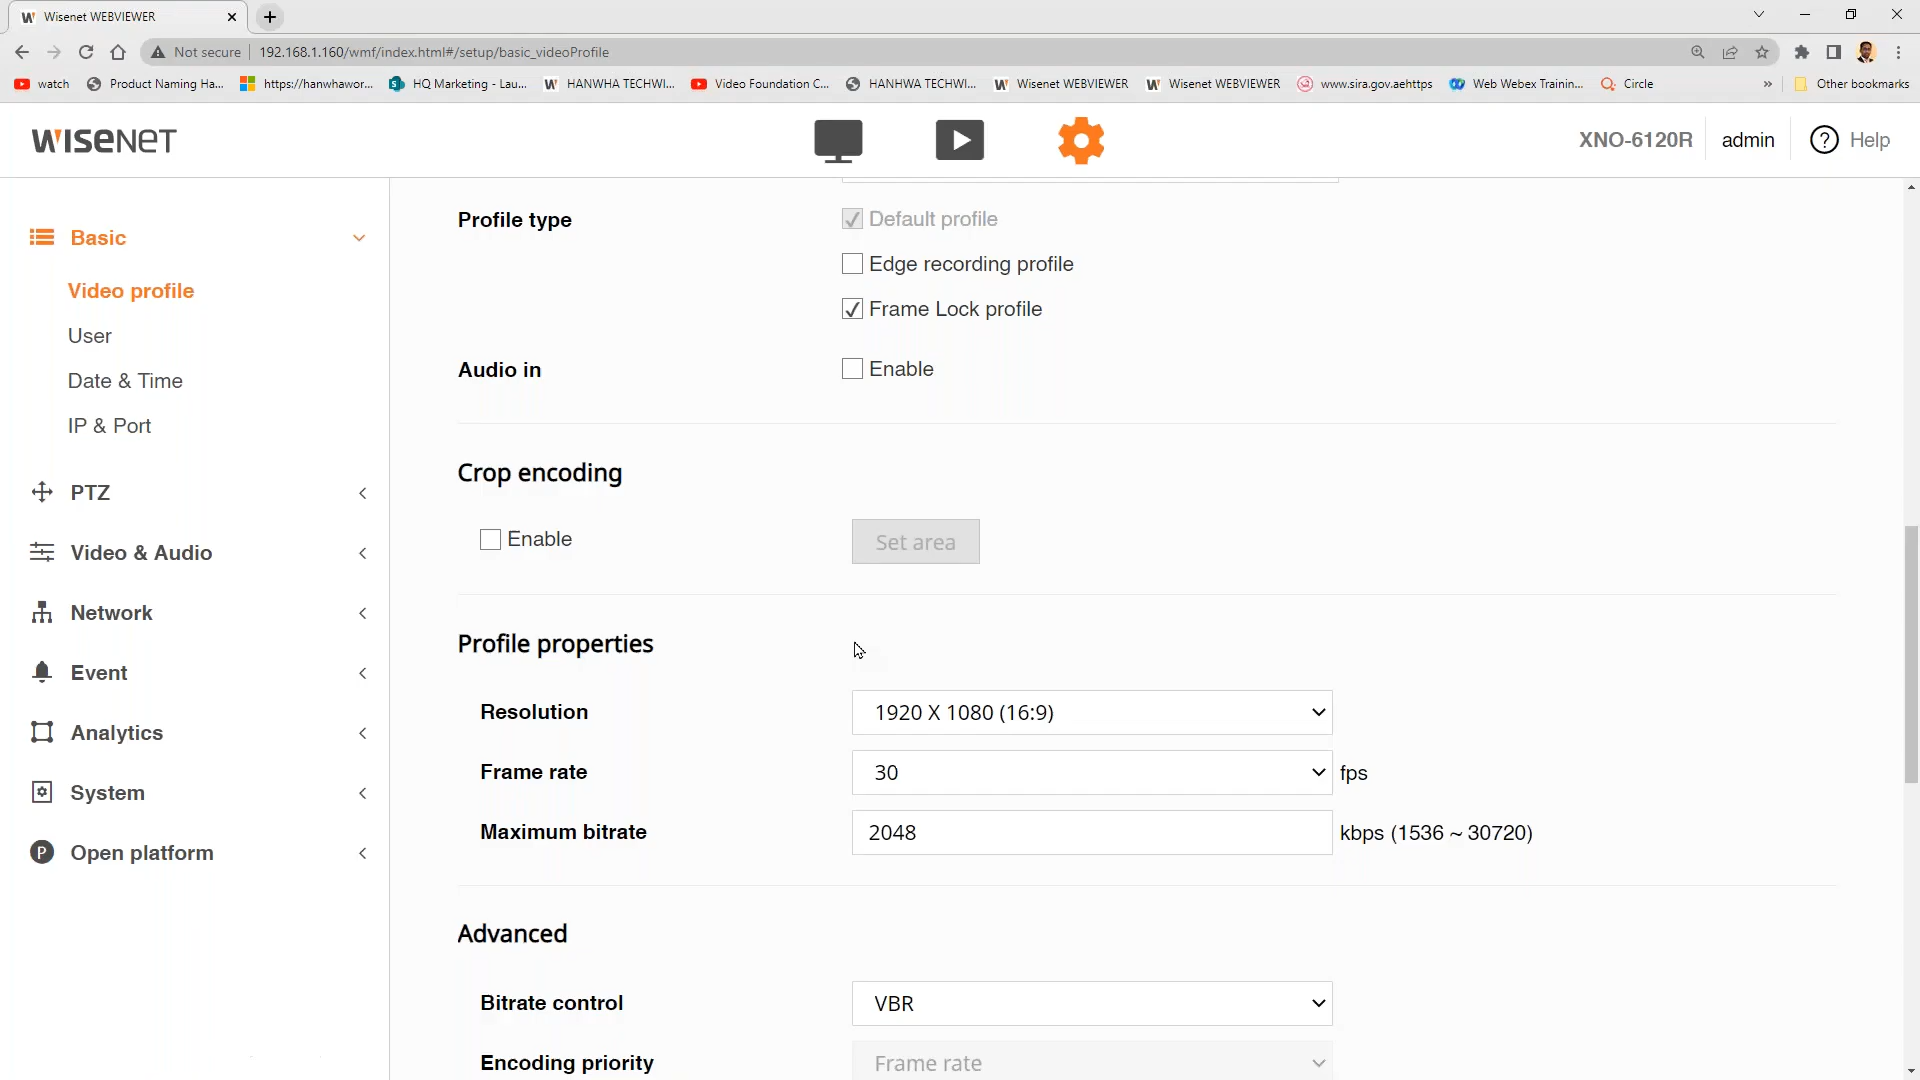 Wisenet WEBVIEWER
Not secure 192.168.1.160/wmf/index.html#/setup/basic_videoProfile
watch Product Naming Ha... https://hanwhawor... HQ Marketing - Lau... HANWHA TECHWI... Video Foundation C... HANHWA TECHWI... Wisenet WEBVIEWER Wisenet WEBVIEWER www.sira.gov.aehttps Web Webex Trainin... Circle » Other bookmarks
WISENET XNO-6120R admin ? Help
Basic
Video profile
User
Date & Time
IP & Port
PTZ
Video & Audio
Network
Event
Analytics
System
P Open platform
Profile type Default profile
Edge recording profile
Frame Lock profile
Audio in Enable
Crop encoding
Enable Set area
Profile properties
Resolution 1920 X 1080 (16:9)
Frame rate 30 fps
Maximum bitrate 2048 kbps (1536 ~ 30720)
Advanced
Bitrate control VBR
Encoding priority Frame rate